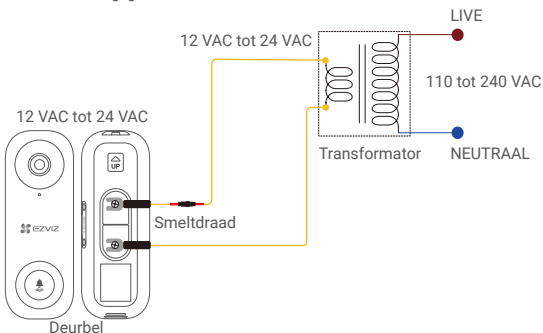 LIVE
12 VAC tot 24 VAC
110 tot 240 VAC
12 VAC tot 24 VAC
Transformator
NEUTRAAL
UP
Smeltdraad
EZVIZ
Deurbel